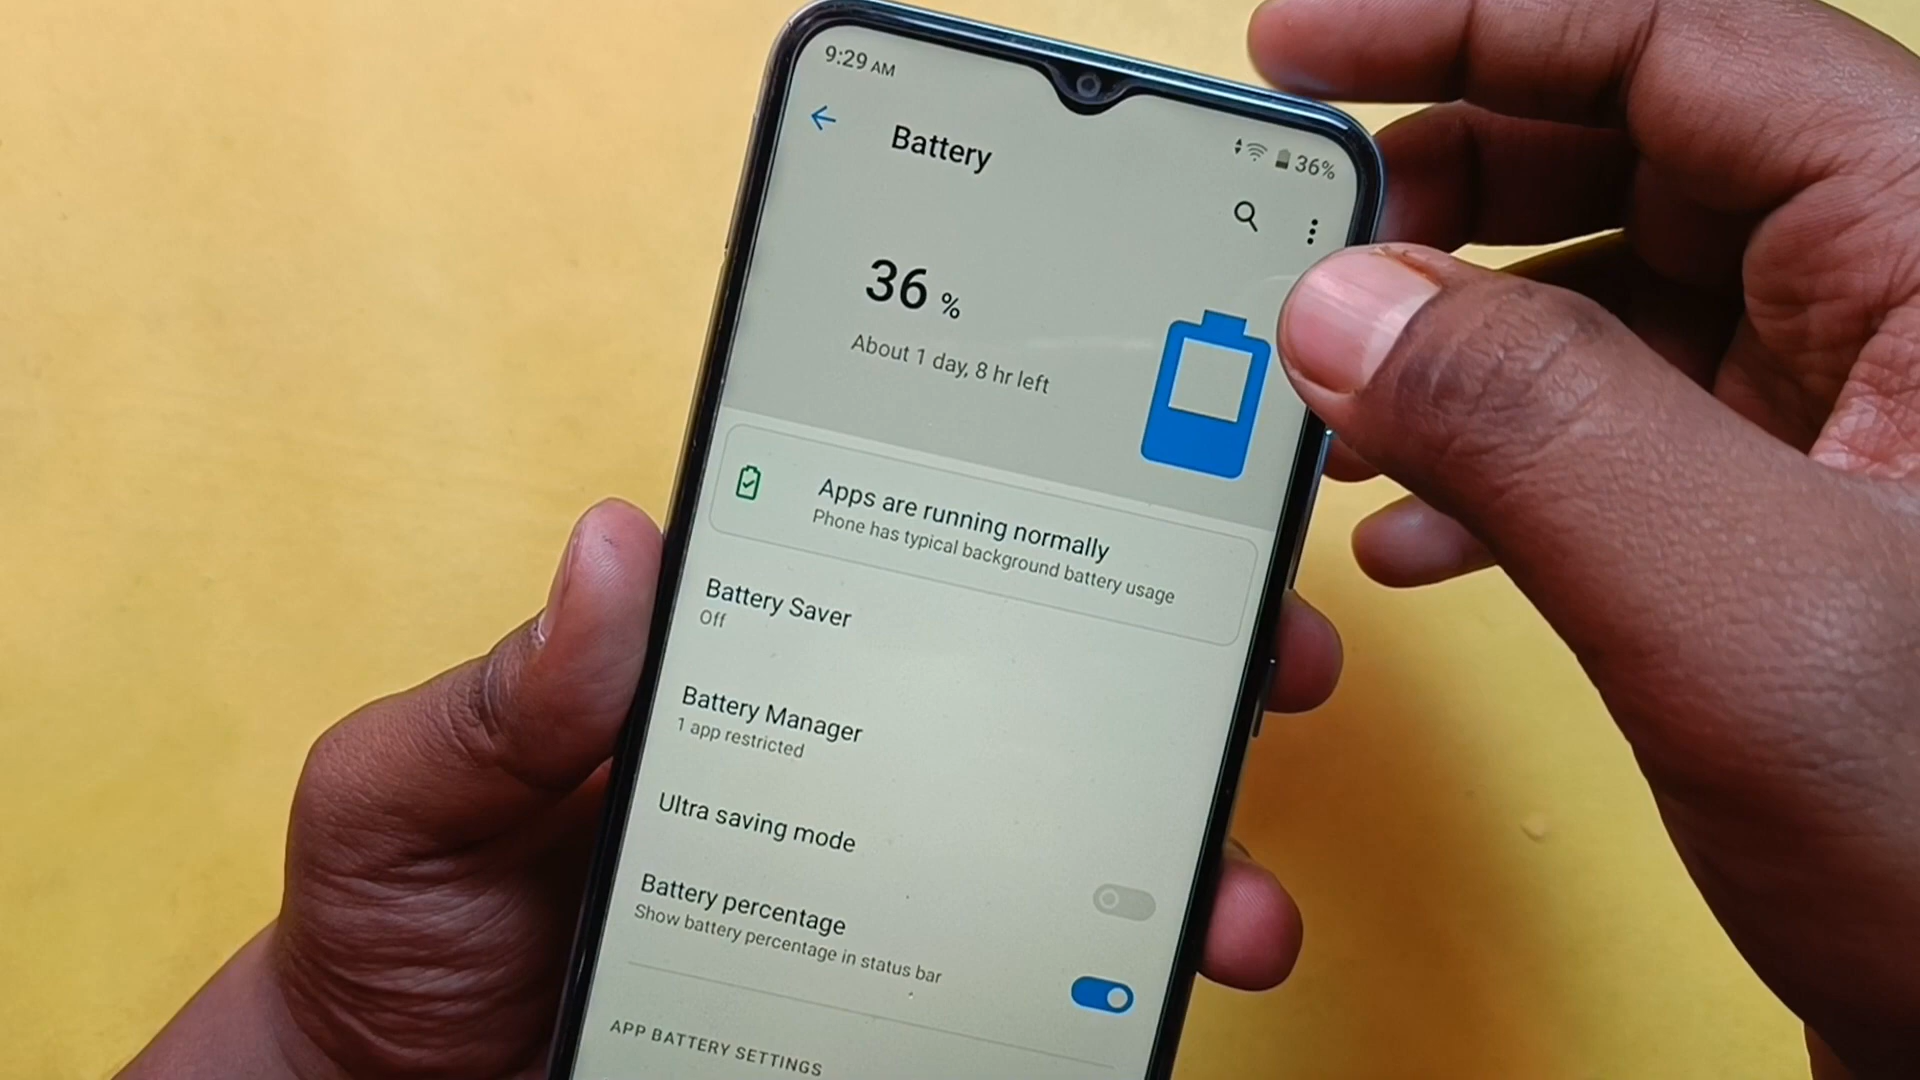 9:29 AM
36%
Battery
36 %
About 1 day, 8 hr left
Apps are running normally
Phone has typical background battery usage
Battery Saver
Off
Battery Manager
1 app restricted
Ultra saving mode
Battery percentage
Show battery percentage in status bar
APP BATTERY SETTINGS